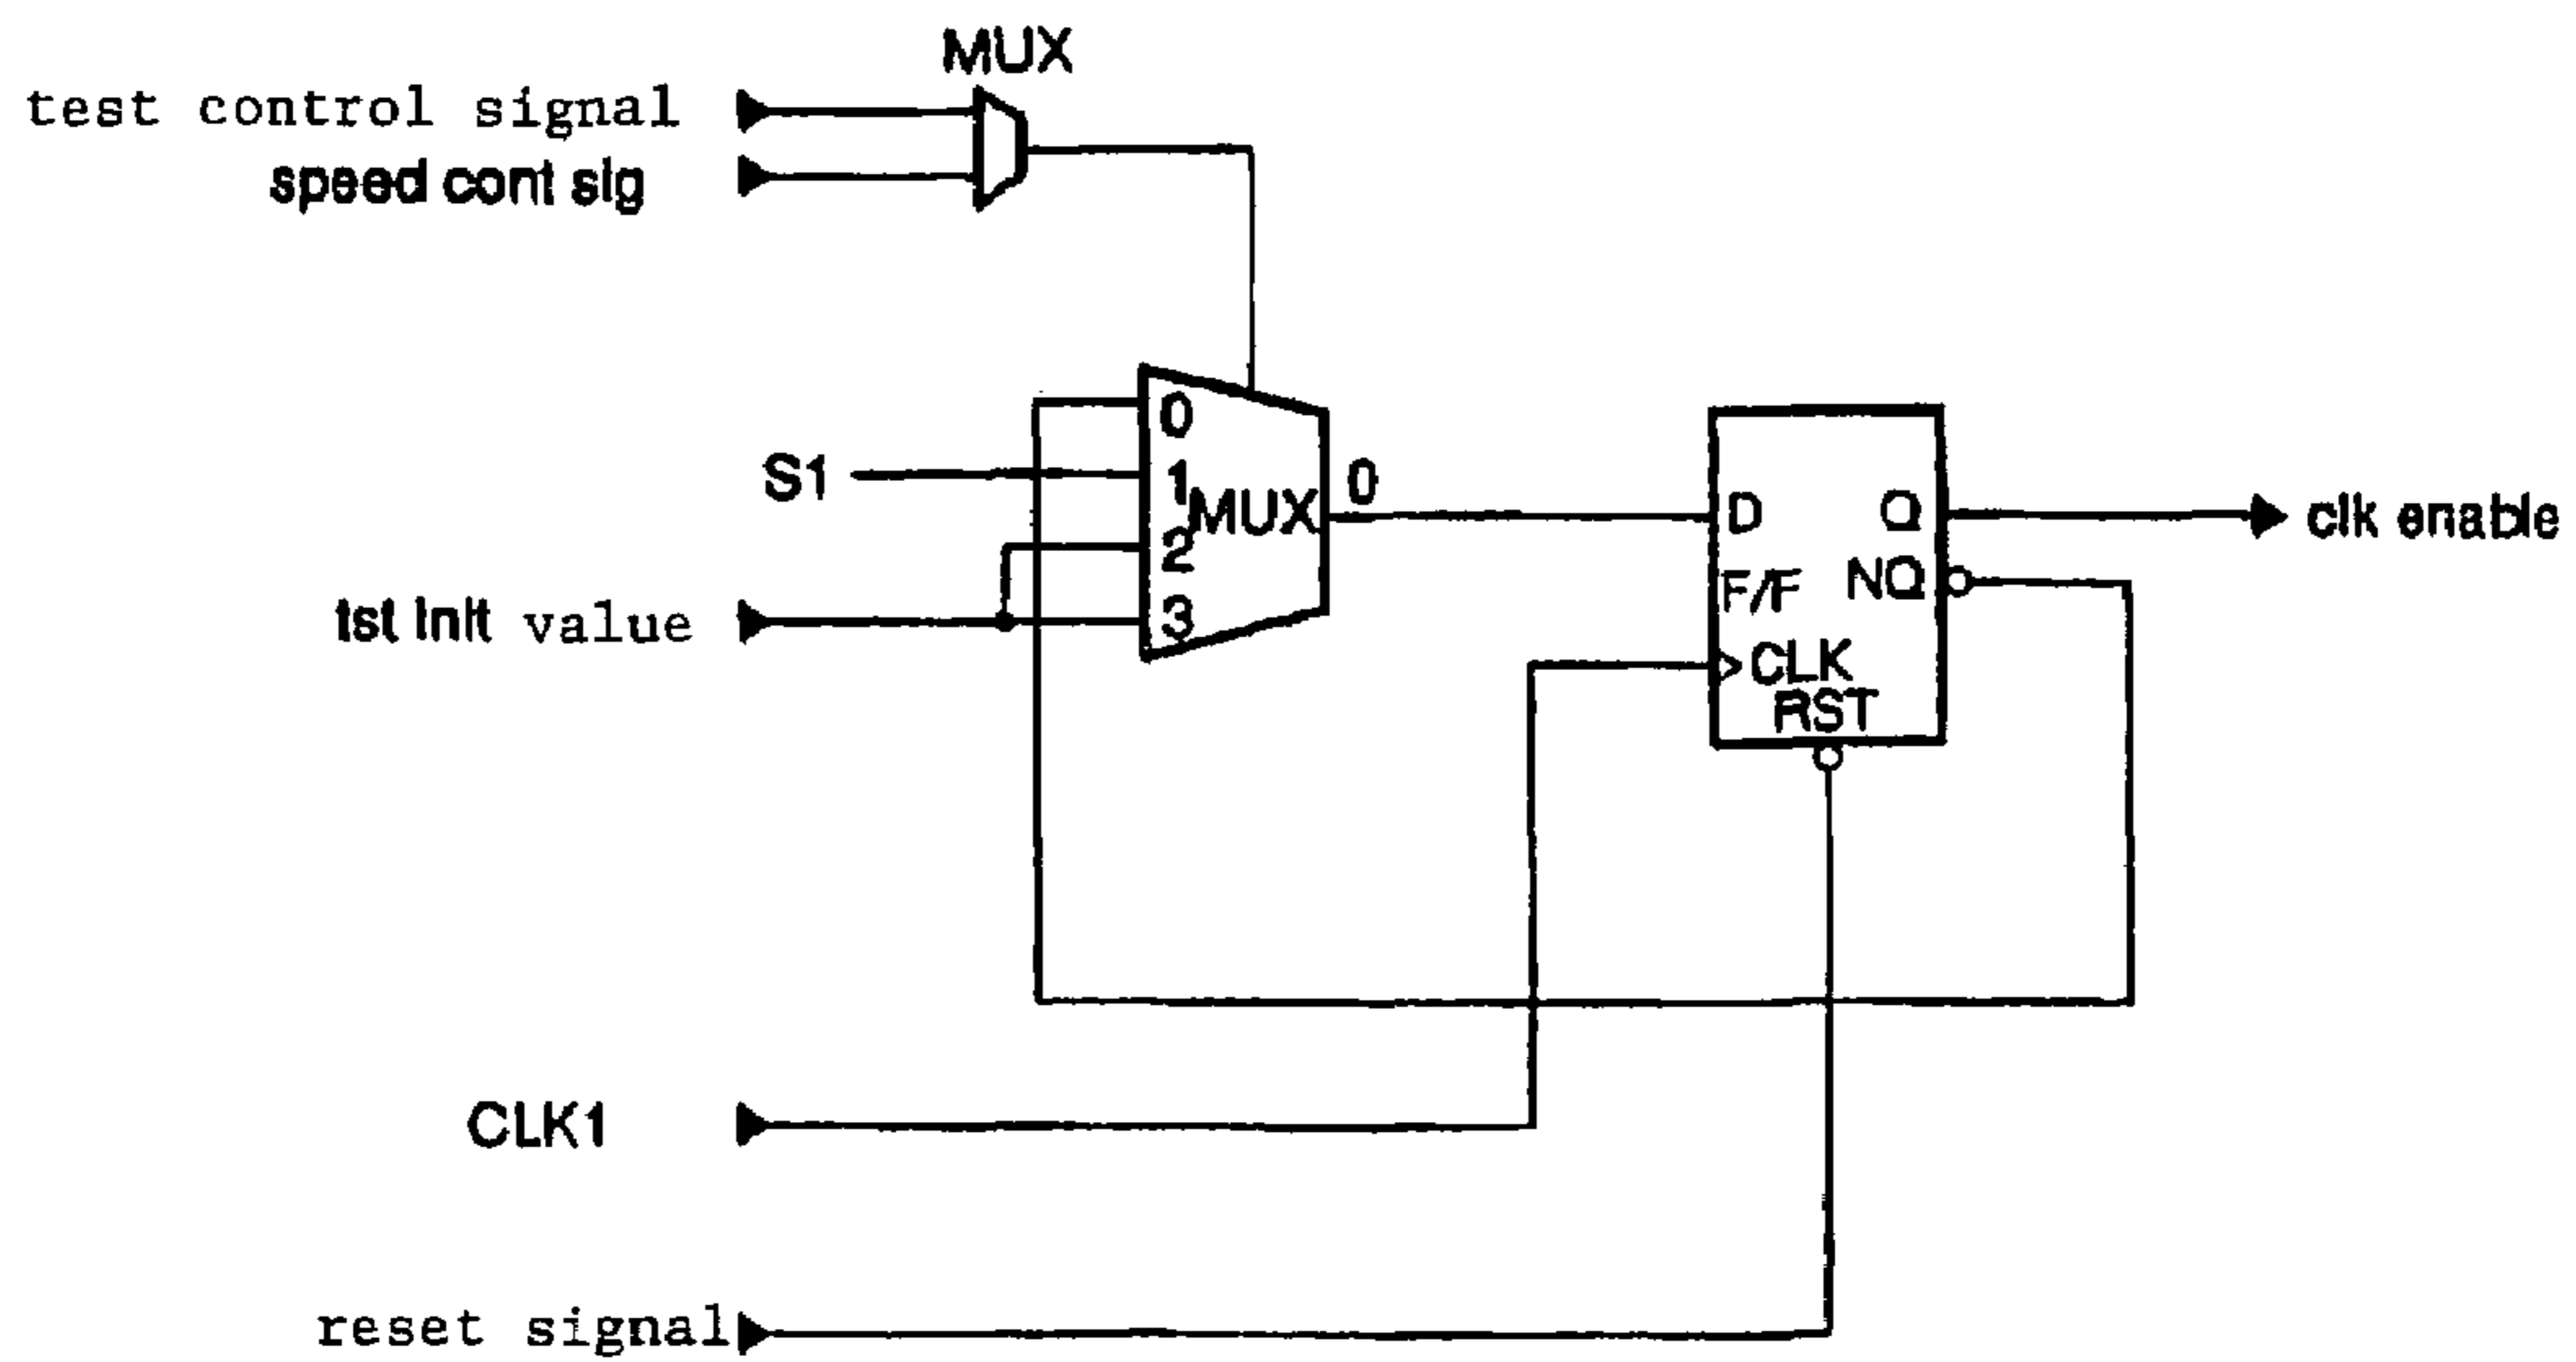 MUX
test control signal
speed cont sig
0
S1
1
MUX
0
2
tst init value
3
D
Q
clk enable
F/F
NQ
CLK
RST
CLK1
reset signal